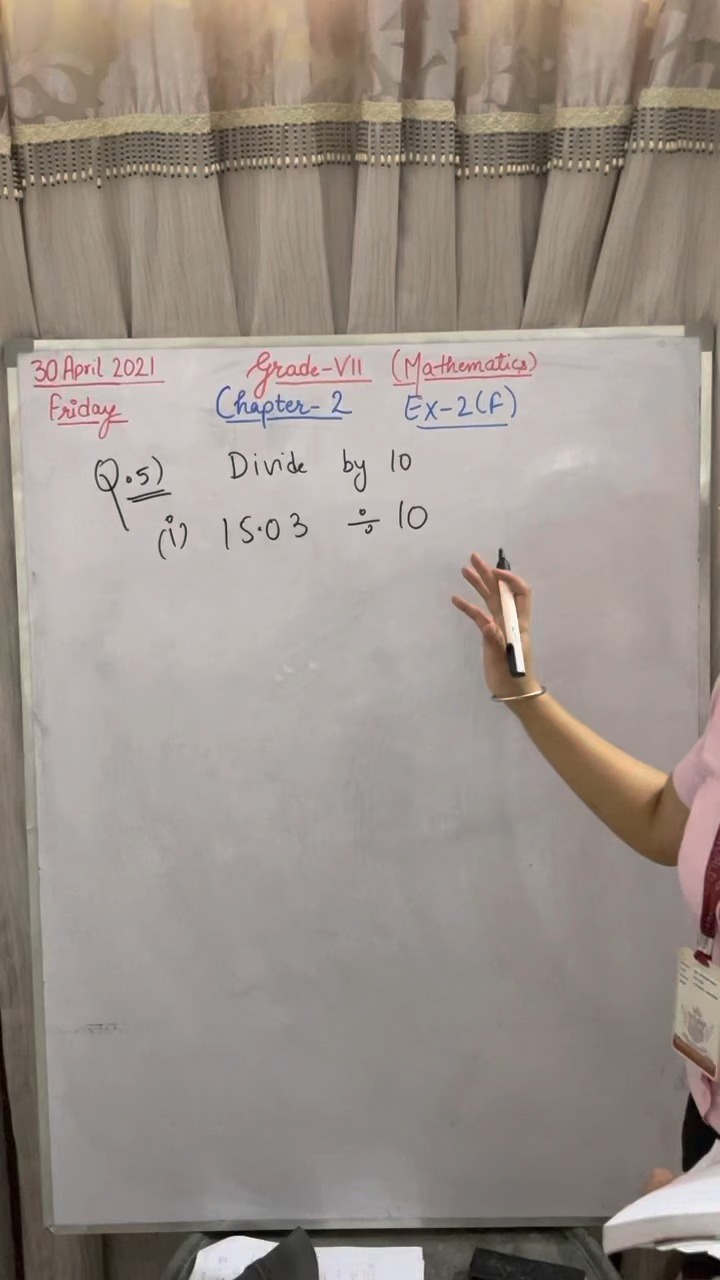 30 April 2021 Grade-VII (Mathematics)
Friday Chapter-2 Ex-2(F)
Q.5) Divide by 10
(i) 15.03 ÷ 10